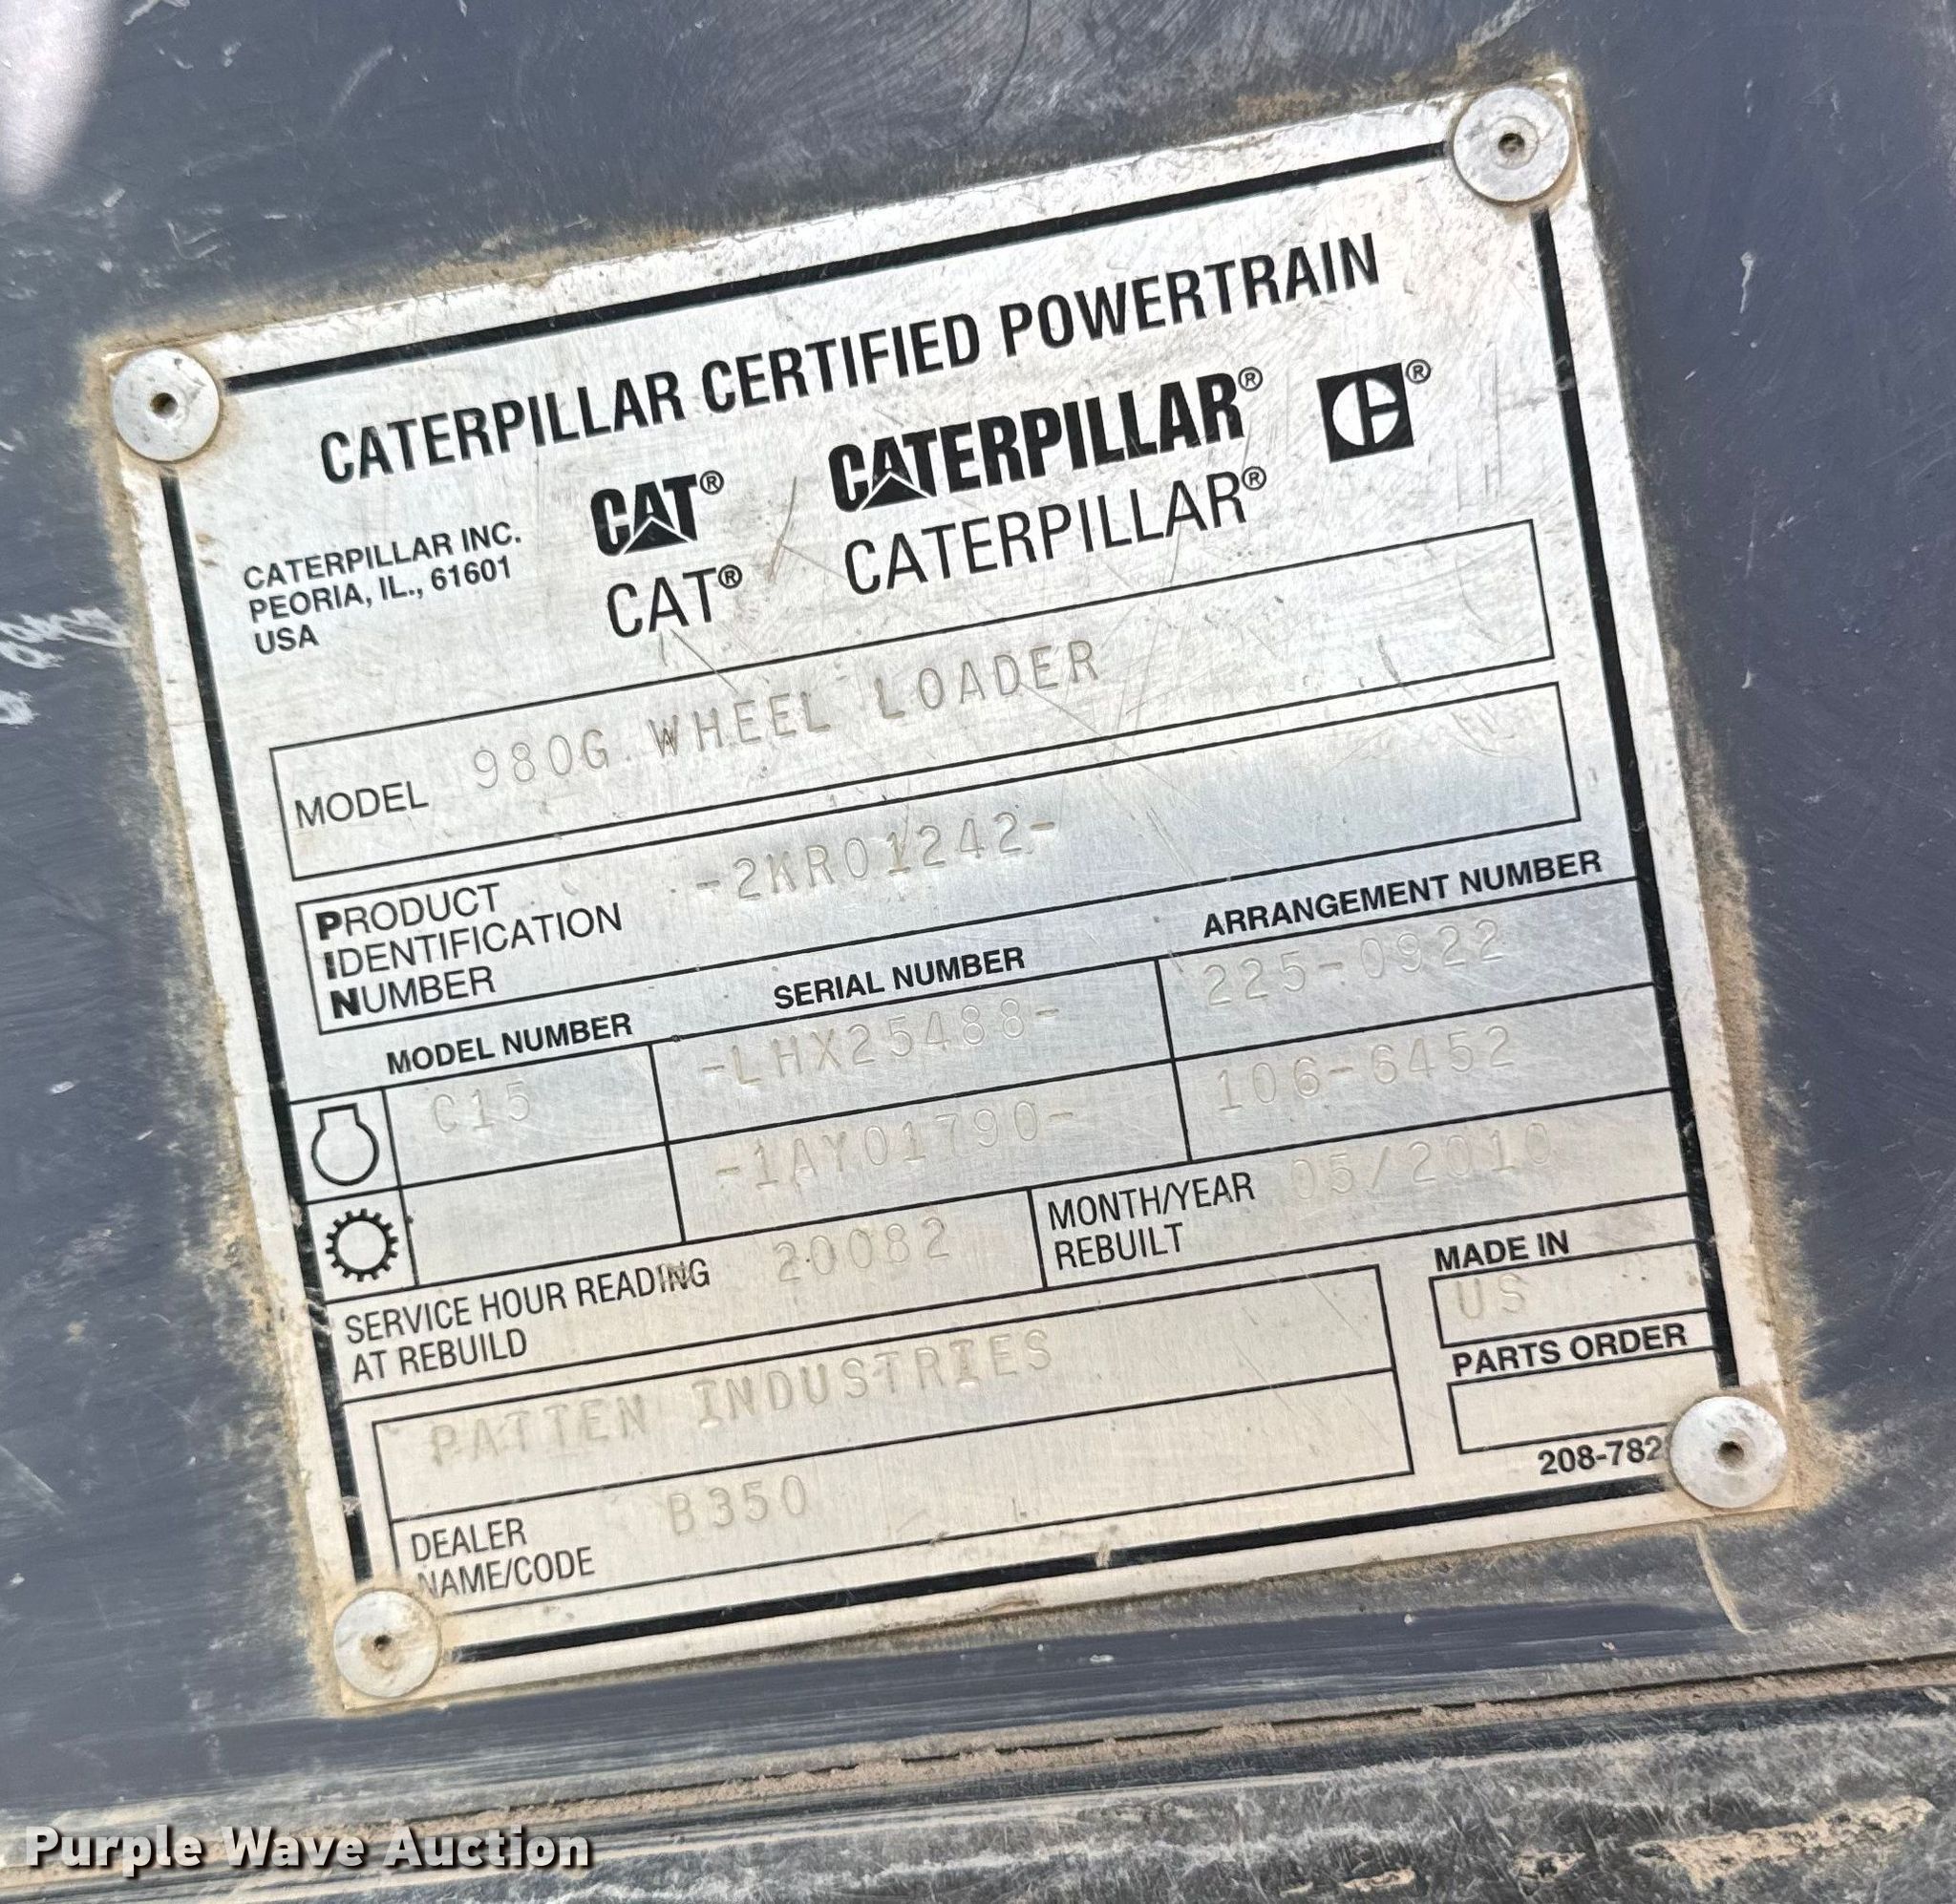 CATERPILLAR CERTIFIED POWERTRAIN
CATERPILLAR INC.
PEORIA, IL., 61601
USA
CAT® CATERPILLAR® ®
CAT® CATERPILLAR®
MODEL 980G WHEEL LOADER
PRODUCT
IDENTIFICATION
NUMBER
-2KR01242-
MODEL NUMBER SERIAL NUMBER ARRANGEMENT NUMBER
C15 -LHX25488- 225-0922
-1AY01790- 106-6452
SERVICE HOUR READING
AT REBUILD
20082
MONTH/YEAR
REBUILT
05/2010
MADE IN
US
PARTS ORDER
PATTEN INDUSTRIES
DEALER
NAME/CODE
B350
208-782
Purple Wave Auction